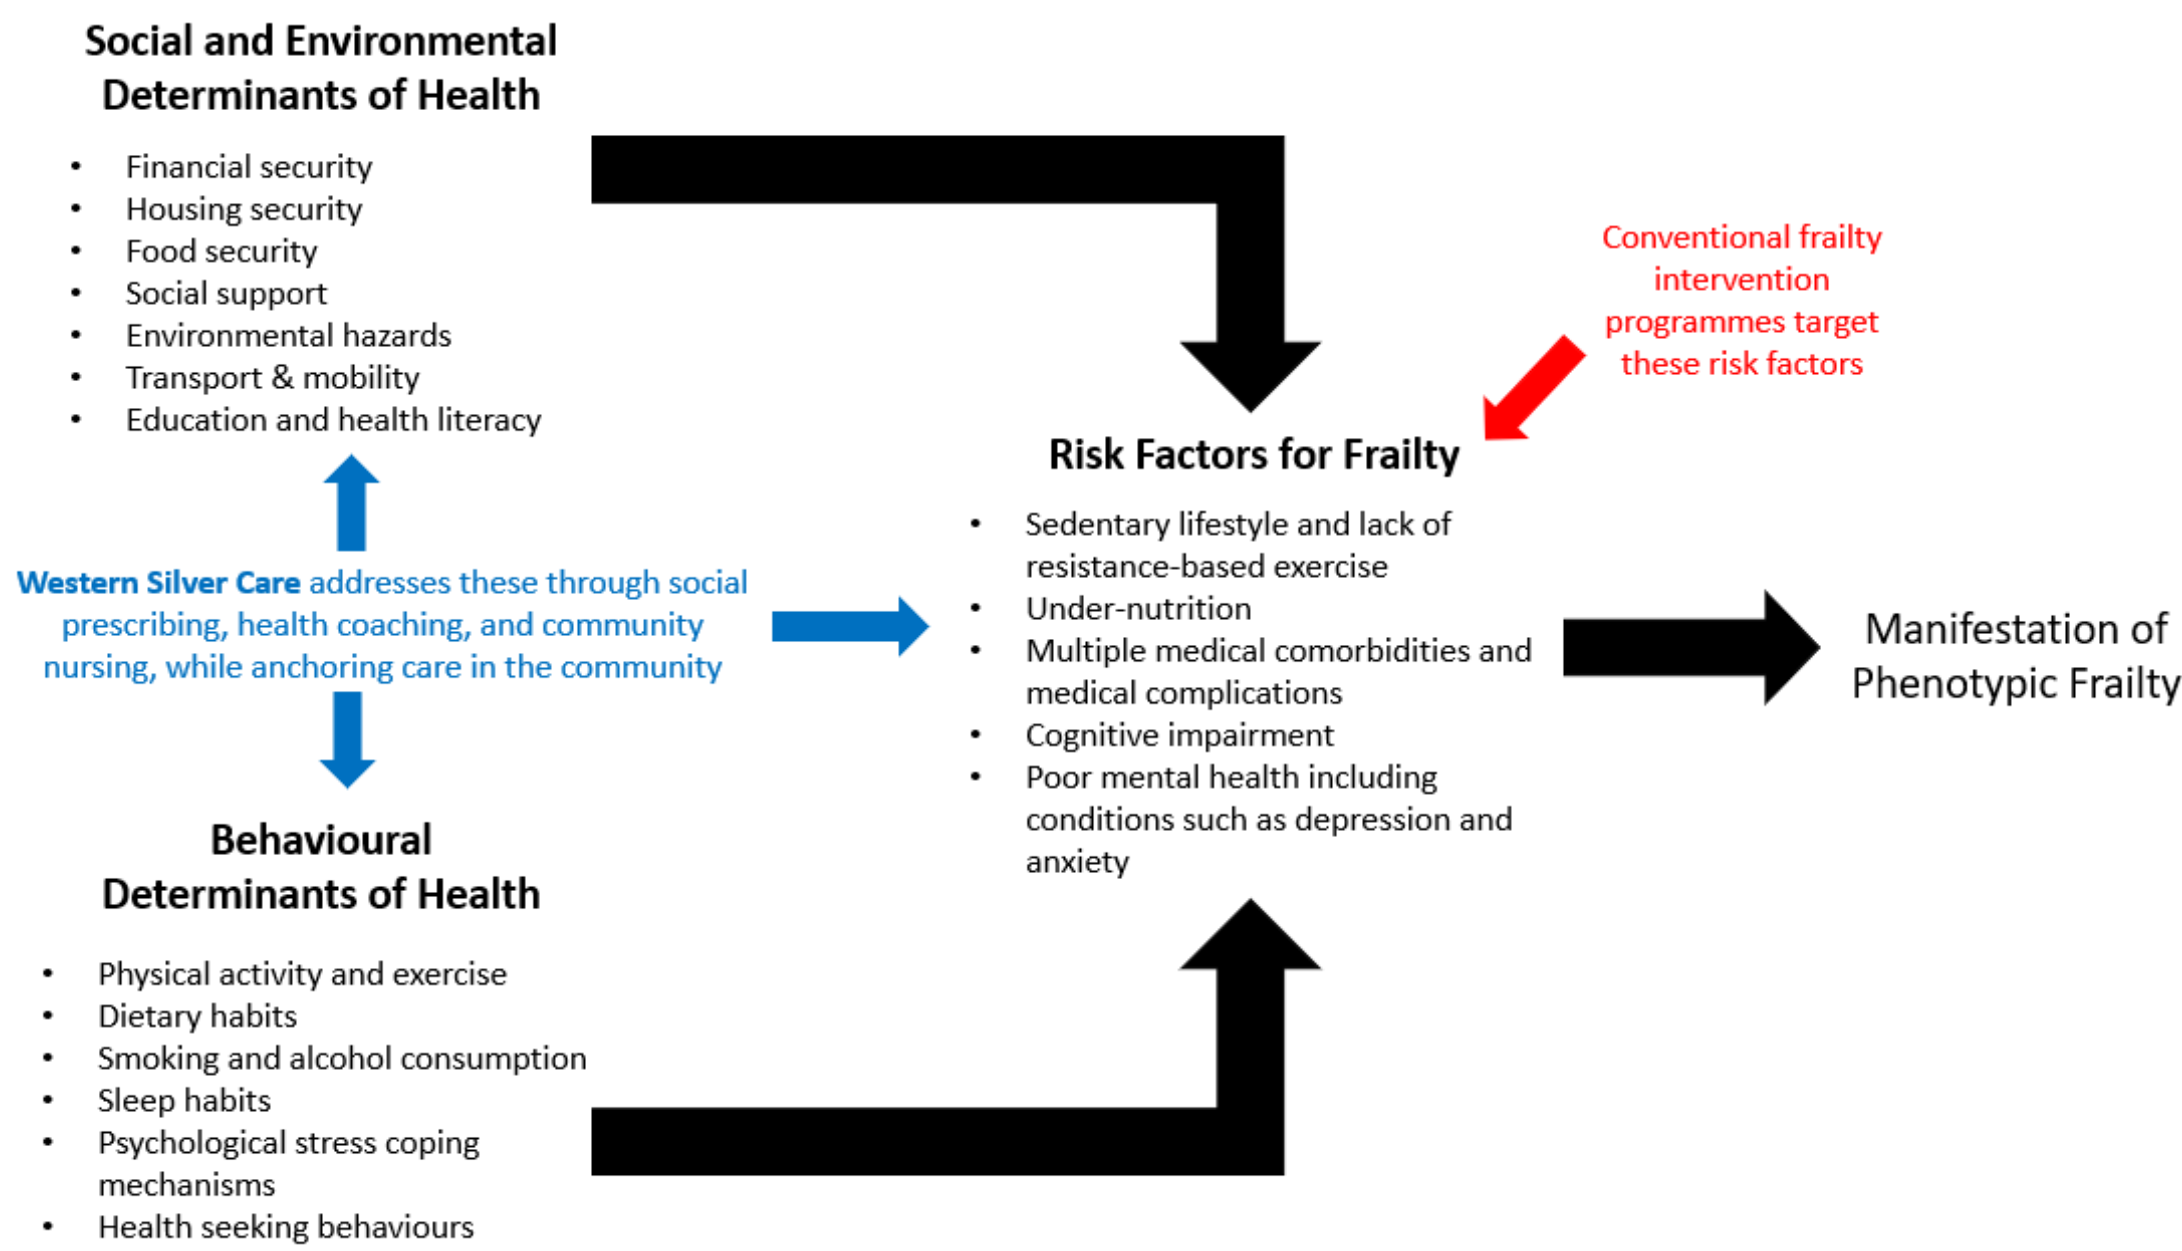 Social and Environmental
Determinants of Health
• Financial security
• Housing security
• Food security
• Social support
• Environmental hazards
• Transport & mobility
• Education and health literacy
Western Silver Care addresses these through social
prescribing, health coaching, and community
nursing, while anchoring care in the community
Behavioural
Determinants of Health
• Physical activity and exercise
• Dietary habits
• Smoking and alcohol consumption
• Sleep habits
• Psychological stress coping
mechanisms
• Health seeking behaviours
Conventional frailty
intervention
programmes target
these risk factors
Risk Factors for Frailty
• Sedentary lifestyle and lack of
resistance-based exercise
• Under-nutrition
• Multiple medical comorbidities and
medical complications
• Cognitive impairment
• Poor mental health including
conditions such as depression and
anxiety
Manifestation of
Phenotypic Frailty